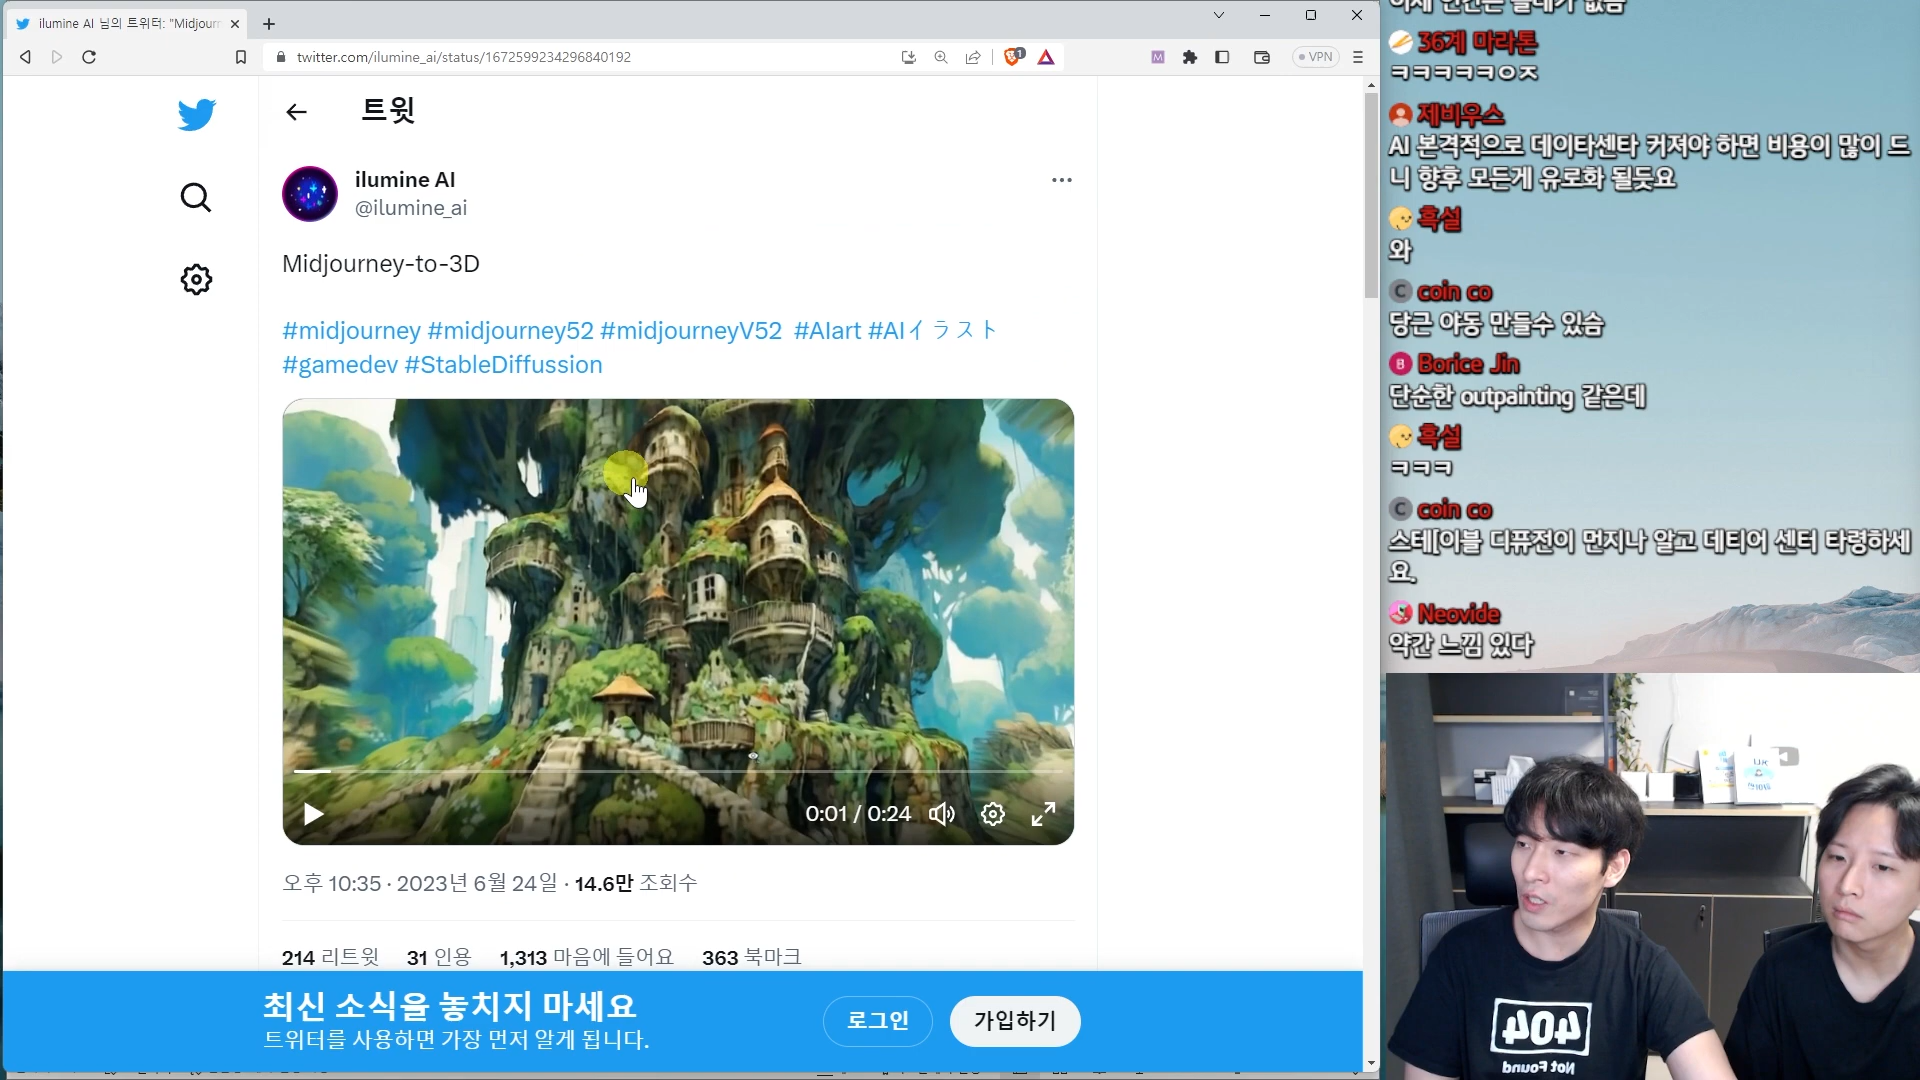 ilumine AI 님의 트위터: "Midjourn
twitter.com/ilumine_ai/status/1672599234296840192
1
M
VPN
트윗
ilumine AI
@ilumine_ai
Midjourney-to-3D
#midjourney #midjourney52 #midjourneyV52 #AIart #AIイラスト
#gamedev #StableDiffussion
0:01 / 0:24
오후 10:35 · 2023년 6월 24일 · 14.6만 조회수
214 리트윗 31 인용 1,313 마음에 들어요 363 북마크
최신 소식을 놓치지 마세요
트위터를 사용하면 가장 먼저 알게 됩니다.
로그인
가입하기
36계 마라톤
ㅋㅋㅋㅋㅋㅇㅈ
제비우스
AI 본격적으로 데이타센타 커져야 하면 비용이 많이 드
니 향후 모든게 유로화 될듯요
흑설
와
C coin co
당근 야동 만들수 있슴
B Borice Jin
단순한 outpainting 같은데
흑설
ㅋㅋㅋ
C coin co
스테[이블 디퓨전이 먼지나 알고 데티어 센터 타령하세
요.
Neovide
약간 느낌 있다
404
Not Found